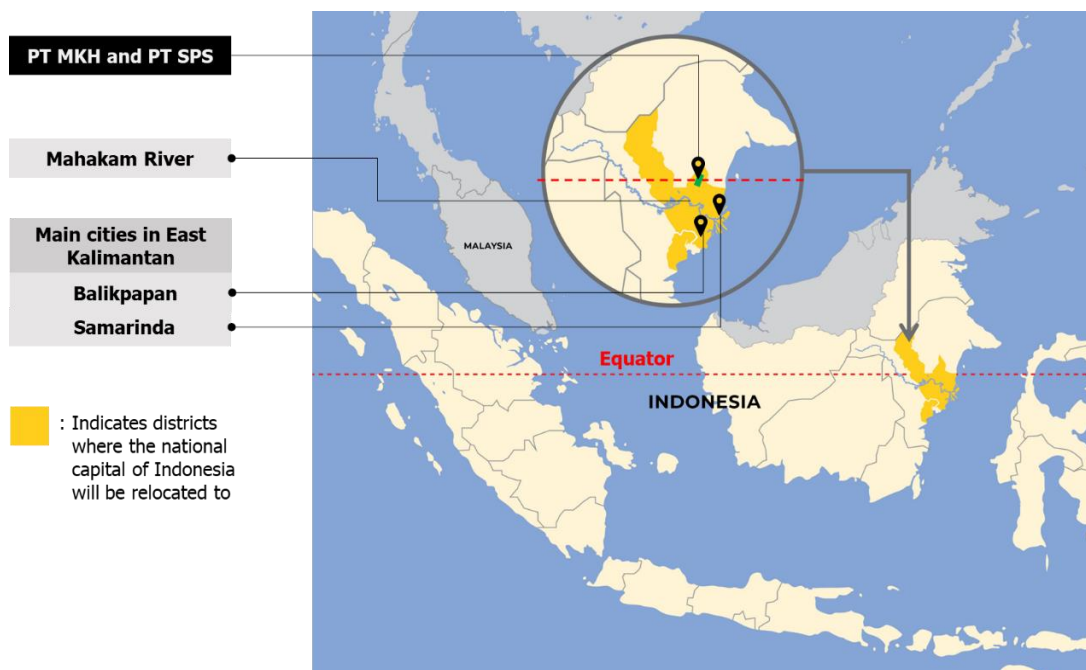 PT MKH and PT SPS
Mahakam River
Main cities in East
Kalimantan
Balikpapan
Samarinda
: Indicates districts
where the national
capital of Indonesia
will be relocated to
MALAYSIA
Equator
INDONESIA